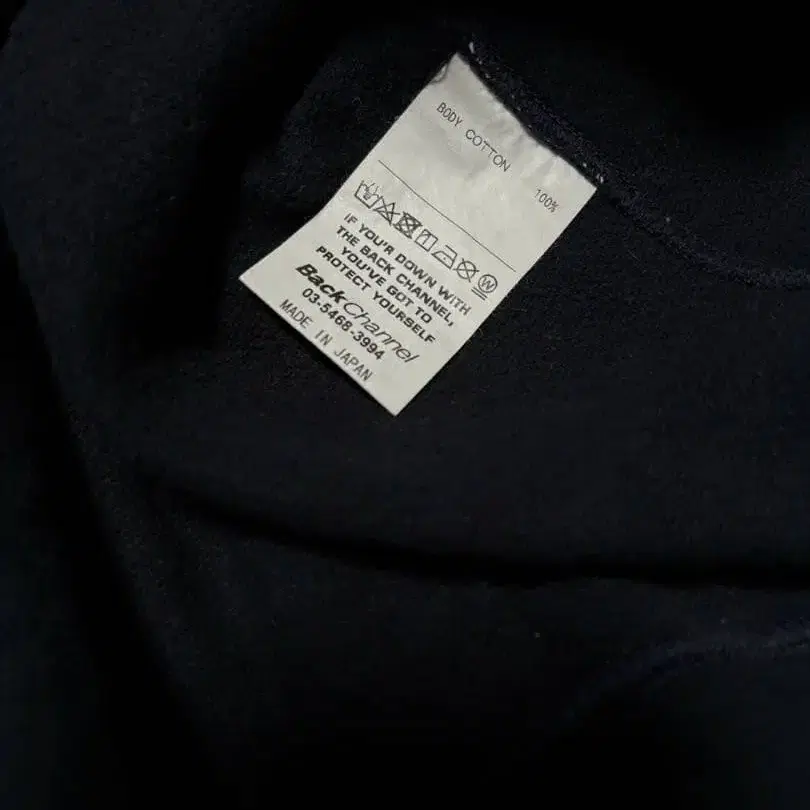 BODY COTTON 100%
W
IF YOU'R DOWN WITH
THE BACK CHANNEL,
YOU'VE GOT TO
PROTECT YOURSELF
Back Channel
03-5468-3994
MADE IN JAPAN